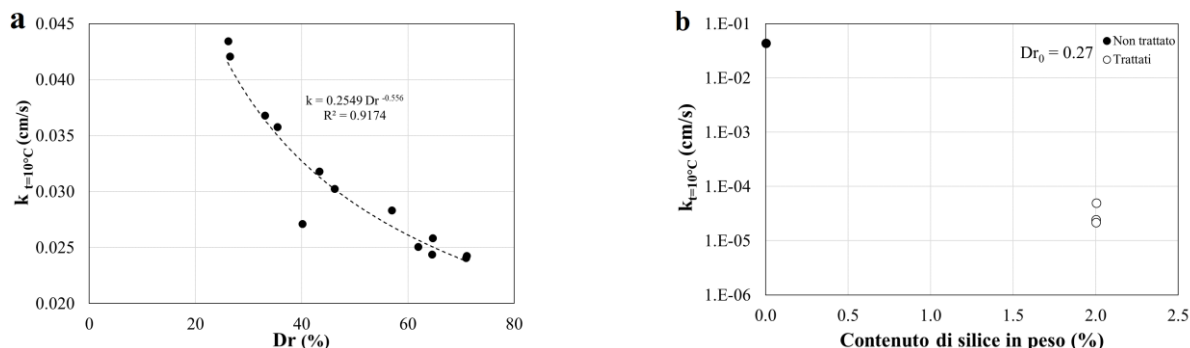 a
0.045
0.040
0.035
0.030
0.025
0.020
k t=10°C (cm/s)
k = 0.2549 Dr -0.556
R² = 0.9174
0 20 40 60 80
Dr (%)
b
1.E-01
1.E-02
1.E-03
1.E-04
1.E-05
1.E-06
kt=10°C (cm/s)
Dr0 = 0.27
Non trattato
Trattati
0.0 0.5 1.0 1.5 2.0 2.5
Contenuto di silice in peso (%)